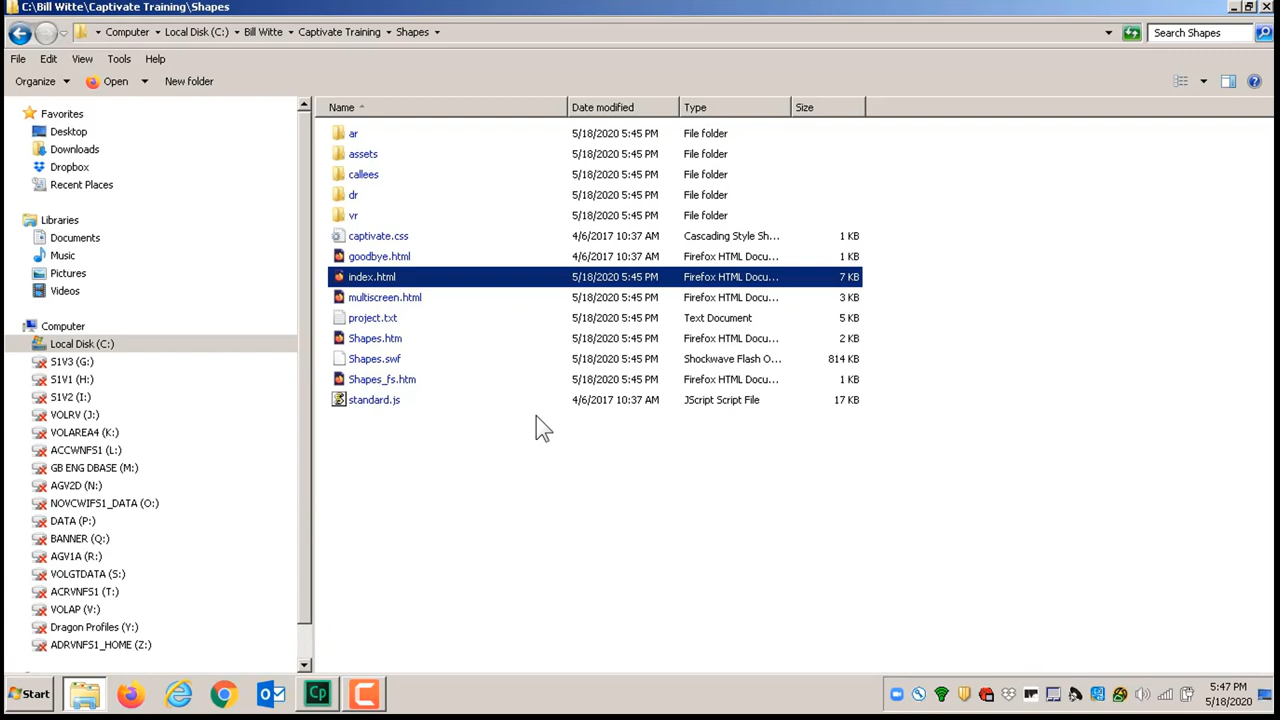 C:\Bill Witte\Captivate Training\Shapes
Computer Local Disk (C:) Bill Witte Captivate Training Shapes Search Shapes
File Edit View Tools Help
Organize Open New folder
Name Date modified Type Size
Favorites
Desktop
Downloads
Dropbox
Recent Places
Libraries
Documents
Music
Pictures
Videos
Computer
Local Disk (C:)
S1V3 (G:)
S1V1 (H:)
S1V2 (I:)
VOLRV (J:)
VOLAREA4 (K:)
ACCWNFS1 (L:)
GB ENG DBASE (M:)
AGV2D (N:)
NOVCWIFS1_DATA (O:)
DATA (P:)
BANNER (Q:)
AGV1A (R:)
VOLGTDATA (S:)
ACRVNFS1 (T:)
VOLAP (V:)
Dragon Profiles (Y:)
ADRVNFS1_HOME (Z:)
ar 5/18/2020 5:45 PM File folder
assets 5/18/2020 5:45 PM File folder
callees 5/18/2020 5:45 PM File folder
dr 5/18/2020 5:45 PM File folder
vr 5/18/2020 5:45 PM File folder
captivate.css 4/6/2017 10:37 AM Cascading Style Sh... 1 KB
goodbye.html 4/6/2017 10:37 AM Firefox HTML Docu... 1 KB
index.html 5/18/2020 5:45 PM Firefox HTML Docu... 7 KB
multiscreen.html 5/18/2020 5:45 PM Firefox HTML Docu... 3 KB
project.txt 5/18/2020 5:45 PM Text Document 5 KB
Shapes.htm 5/18/2020 5:45 PM Firefox HTML Docu... 2 KB
Shapes.swf 5/18/2020 5:45 PM Shockwave Flash O... 814 KB
Shapes_fs.htm 5/18/2020 5:45 PM Firefox HTML Docu... 1 KB
standard.js 4/6/2017 10:37 AM JScript Script File 17 KB
Start Cp 5:47 PM
5/18/2020